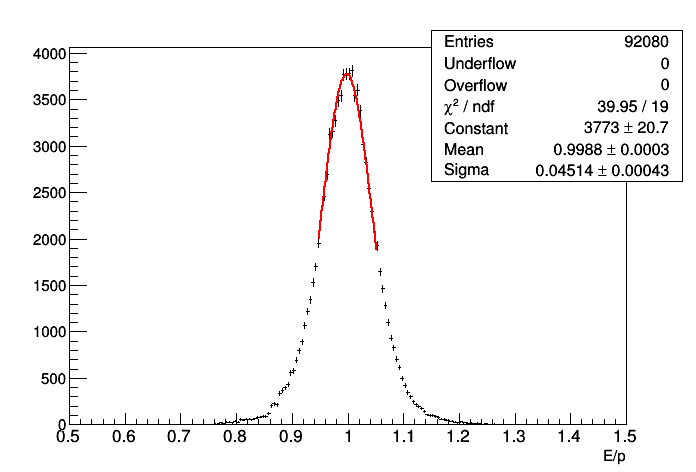 Entries 92080
Underflow 0
Overflow 0
χ² / ndf 39.95 / 19
Constant 3773 ± 20.7
Mean 0.9988 ± 0.0003
Sigma 0.04514 ± 0.00043
4000
3500
3000
2500
2000
1500
1000
500
0
0.5 0.6 0.7 0.8 0.9 1 1.1 1.2 1.3 1.4 1.5
E/p